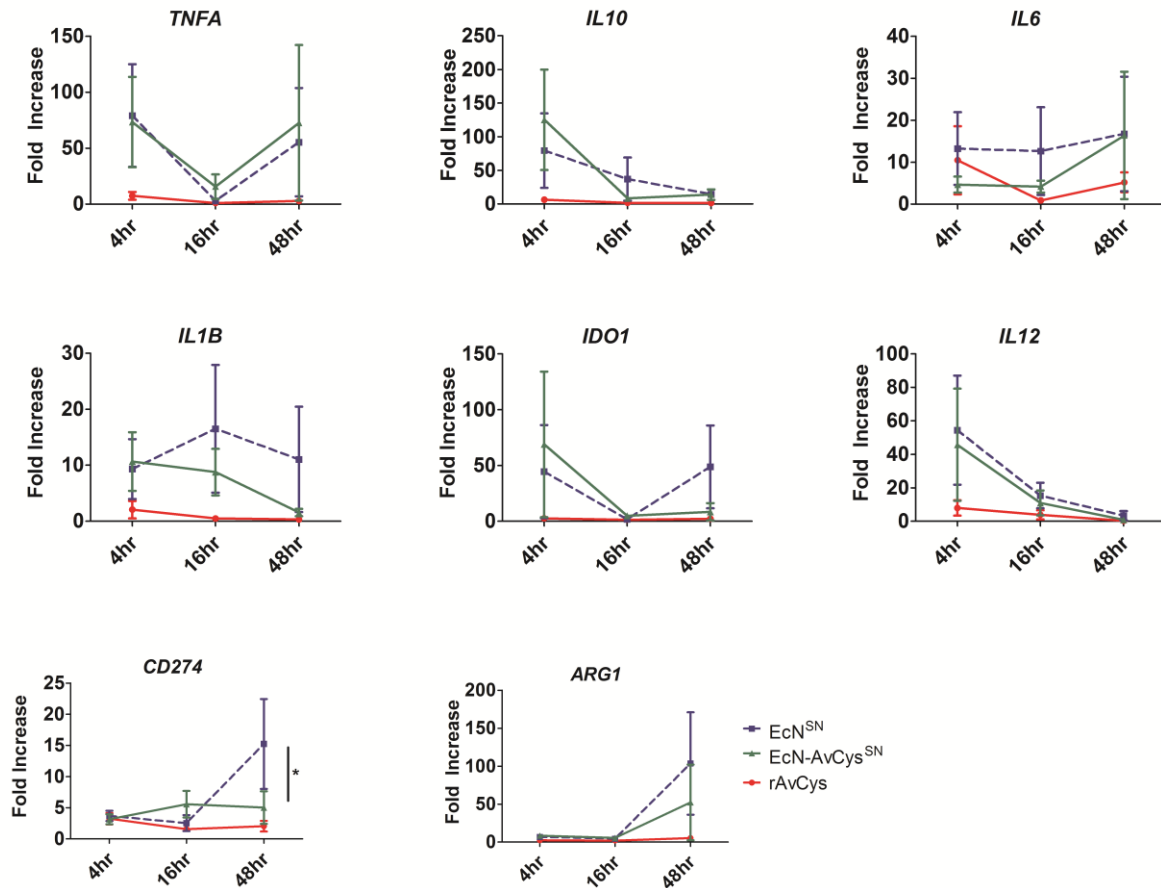 TNFA
Fold Increase
150
100
50
0
4hr
16hr
48hr
IL10
Fold Increase
250
200
150
100
50
0
4hr
16hr
48hr
IL6
Fold Increase
40
30
20
10
0
4hr
16hr
48hr
IL1B
Fold Increase
30
20
10
0
4hr
16hr
48hr
IDO1
Fold Increase
150
100
50
0
4hr
16hr
48hr
IL12
Fold Increase
100
80
60
40
20
0
4hr
16hr
48hr
CD274
Fold Increase
25
20
15
10
5
0
*
4hr
16hr
48hr
ARG1
Fold Increase
200
150
100
50
0
4hr
16hr
48hr
EcN^SN
EcN-AvCys^SN
rAvCys